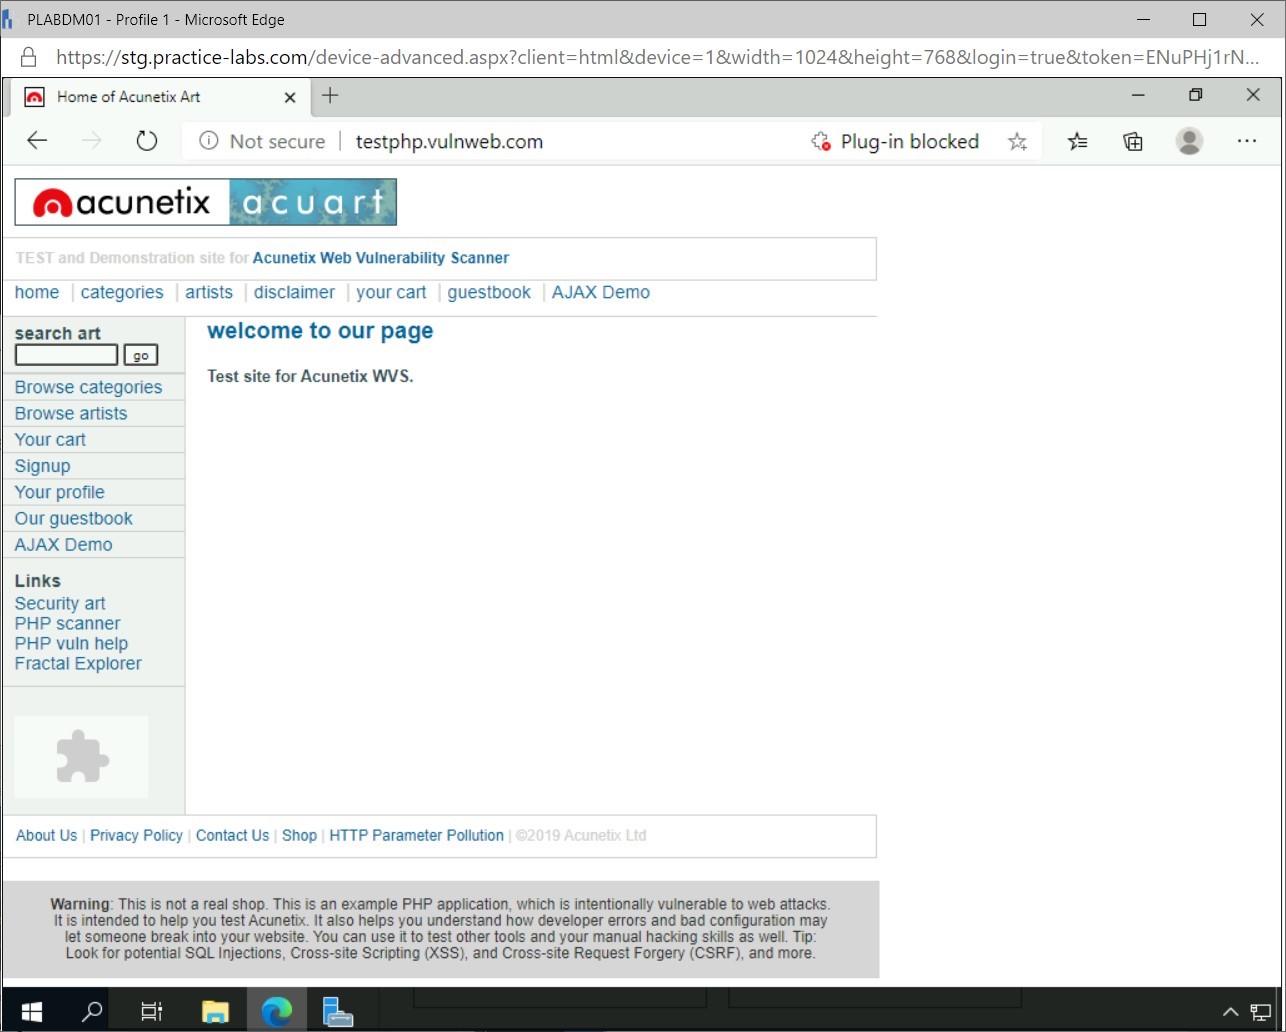 PLABDM01 - Profile 1 - Microsoft Edge
https://stg.practice-labs.com/device-advanced.aspx?client=html&device=1&width=1024&height=768&login=true&token=ENuPHj1rN...
Home of Acunetix Art
Not secure | testphp.vulnweb.com Plug-in blocked
acunetix acuart
TEST and Demonstration site for Acunetix Web Vulnerability Scanner
home | categories | artists | disclaimer | your cart | guestbook | AJAX Demo
search art
go
Browse categories
Browse artists
Your cart
Signup
Your profile
Our guestbook
AJAX Demo
Links
Security art
PHP scanner
PHP vuln help
Fractal Explorer
welcome to our page
Test site for Acunetix WVS.
About Us | Privacy Policy | Contact Us | Shop | HTTP Parameter Pollution | ©2019 Acunetix Ltd
Warning: This is not a real shop. This is an example PHP application, which is intentionally vulnerable to web attacks.
It is intended to help you test Acunetix. It also helps you understand how developer errors and bad configuration may
let someone break into your website. You can use it to test other tools and your manual hacking skills as well. Tip:
Look for potential SQL Injections, Cross-site Scripting (XSS), and Cross-site Request Forgery (CSRF), and more.